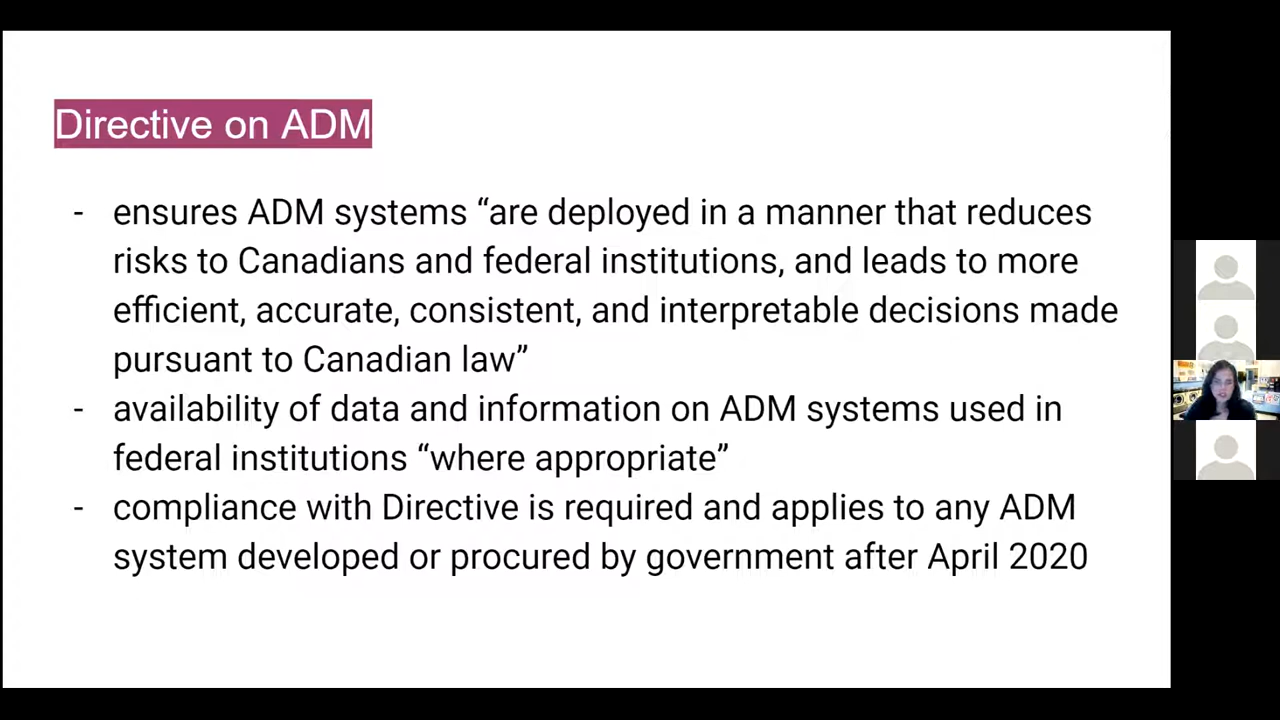 Directive on ADM
- ensures ADM systems “are deployed in a manner that reduces
risks to Canadians and federal institutions, and leads to more
efficient, accurate, consistent, and interpretable decisions made
pursuant to Canadian law”
- availability of data and information on ADM systems used in
federal institutions “where appropriate”
- compliance with Directive is required and applies to any ADM
system developed or procured by government after April 2020